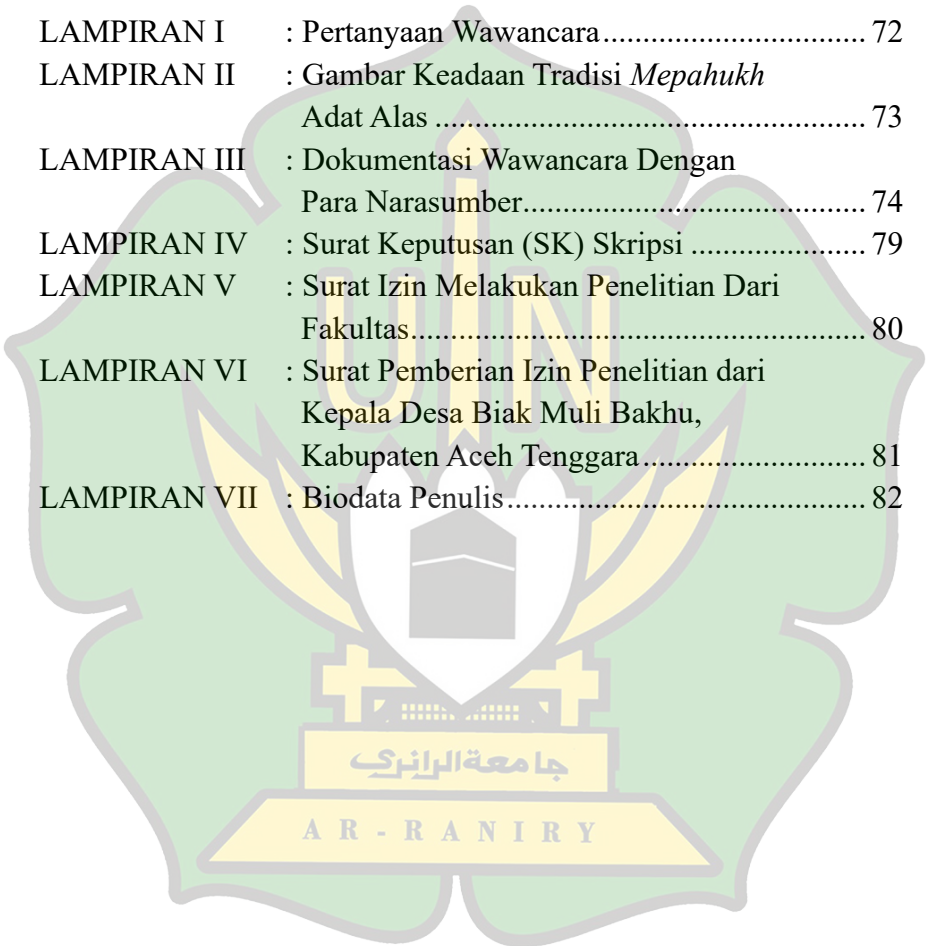 LAMPIRAN I : Pertanyaan Wawancara................................. 72
LAMPIRAN II : Gambar Keadaan Tradisi Mepahukh
Adat Alas ...................................................... 73
LAMPIRAN III : Dokumentasi Wawancara Dengan
Para Narasumber........................................... 74
LAMPIRAN IV : Surat Keputusan (SK) Skripsi ...................... 79
LAMPIRAN V : Surat Izin Melakukan Penelitian Dari
Fakultas......................................................... 80
LAMPIRAN VI : Surat Pemberian Izin Penelitian dari
Kepala Desa Biak Muli Bakhu,
Kabupaten Aceh Tenggara............................ 81
LAMPIRAN VII : Biodata Penulis............................................. 82
UIN
جامعة الرانري
AR-RANIRY